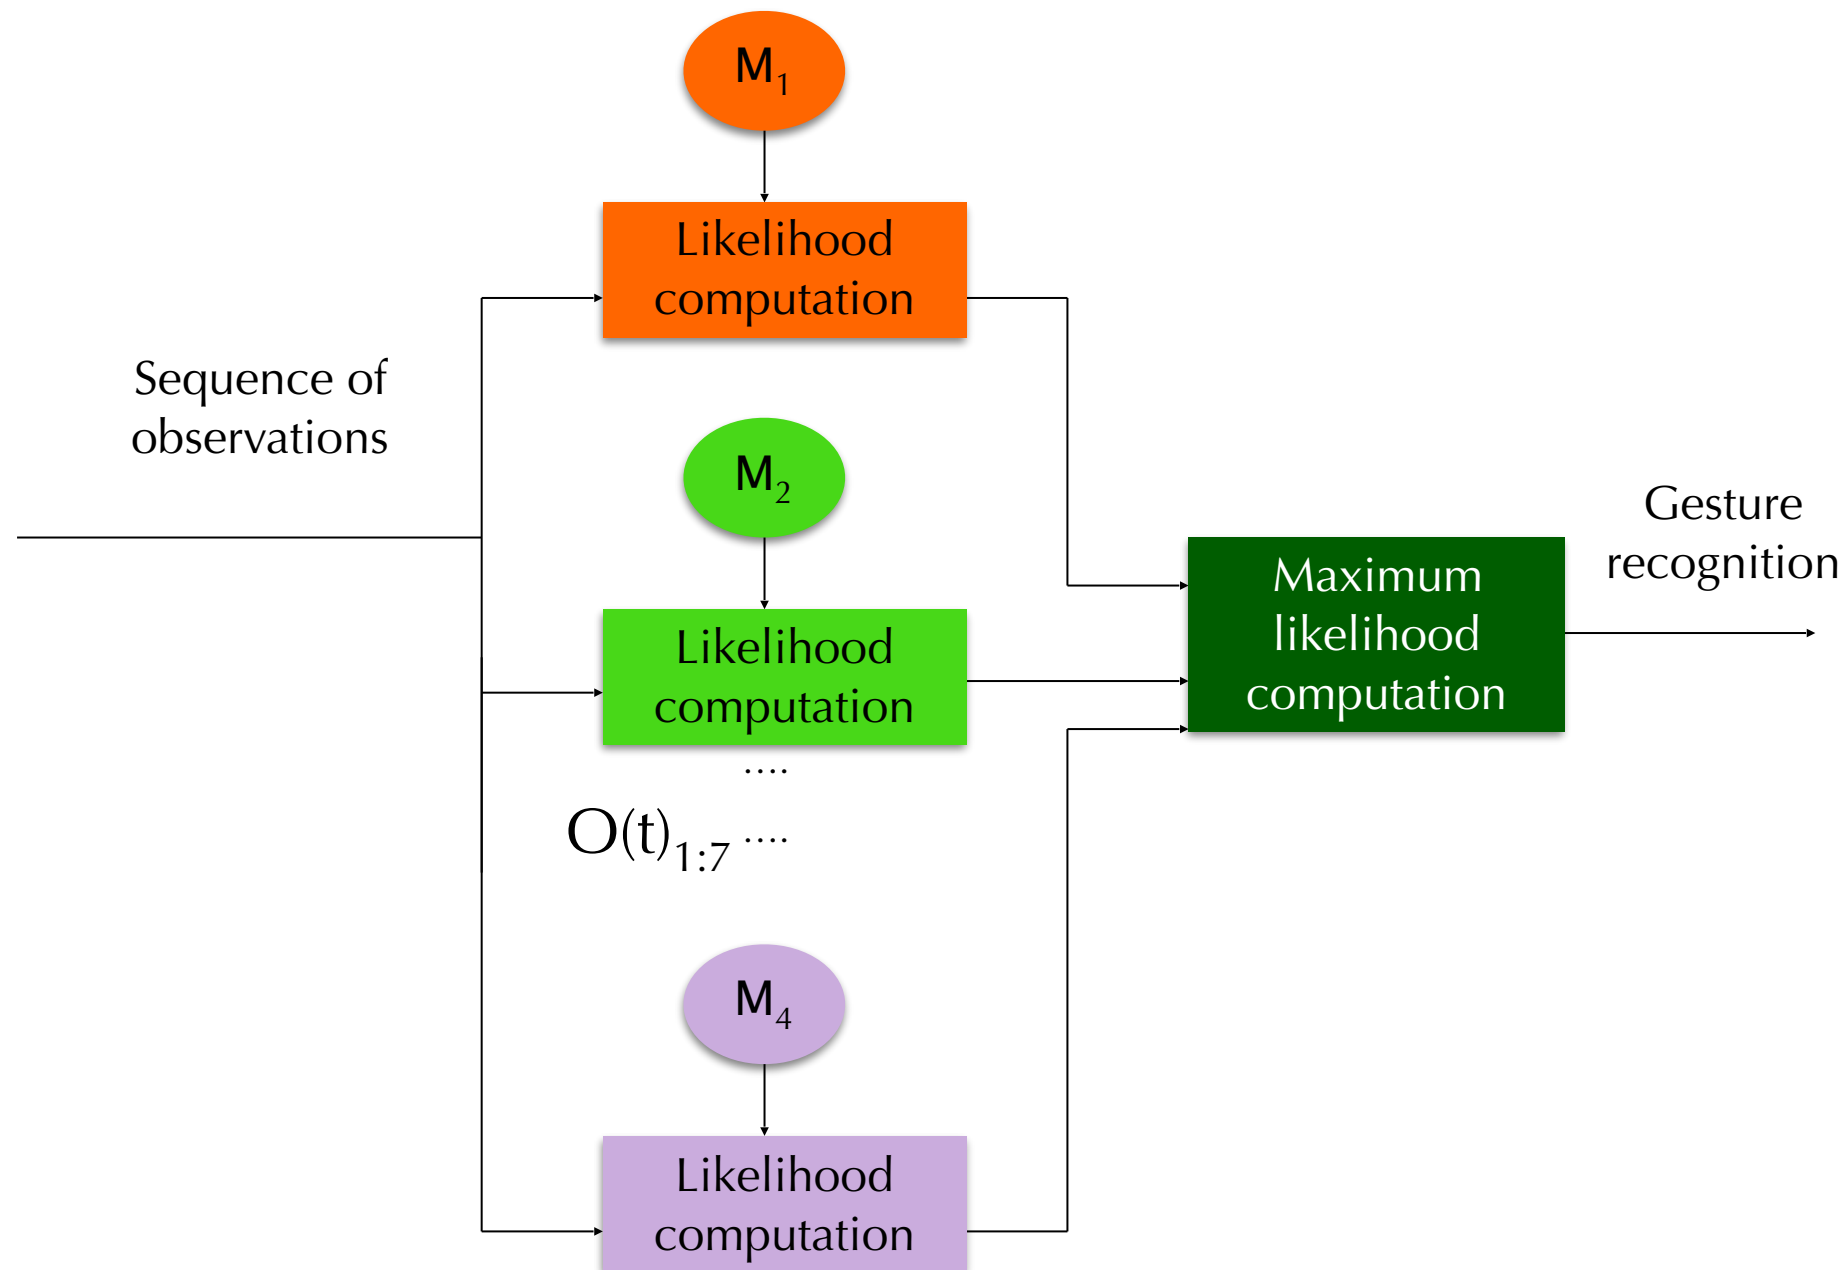 M₁
Likelihood
computation
Sequence of
observations
M₂
Likelihood
computation
....
O(t)₁:₇ ....
Maximum
likelihood
computation
Gesture
recognition
M₄
Likelihood
computation